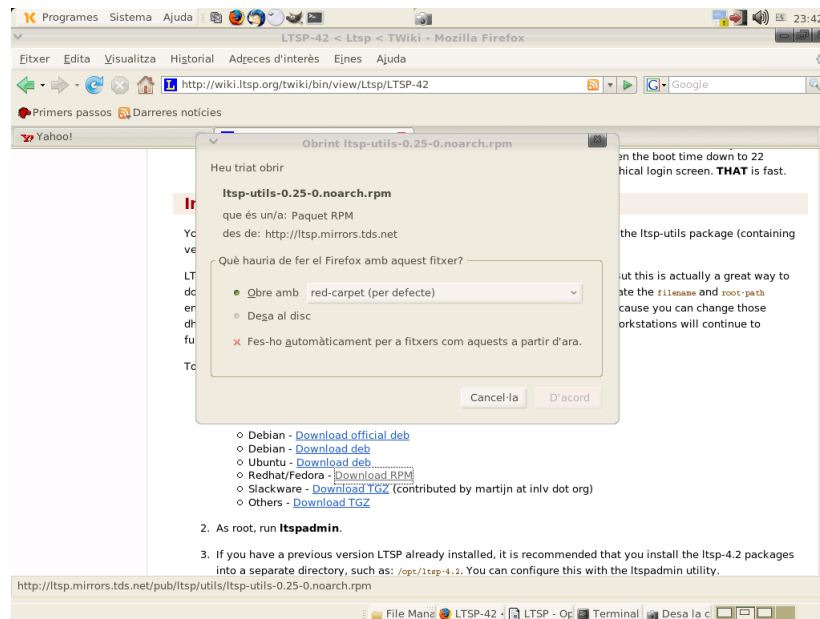 Programes Sistema Ajuda 23:42
LTSP-42 < Ltsp < TWiki - Mozilla Firefox
Fitxer Edita Visualitza Historial Adreces d'interès Eines Ajuda
http://wiki.ltsp.org/twiki/bin/view/Ltsp/LTSP-42 G Google
Primers passos Darreres notícies
Yahoo!
Obrint ltsp-utils-0.25-0.noarch.rpm
en the boot time down to 22
Heu triat obrir
hical login screen. THAT is fast.
ltsp-utils-0.25-0.noarch.rpm
que és un/a: Paquet RPM
des de: http://ltsp.mirrors.tds.net
the ltsp-utils package (containing
Què hauria de fer el Firefox amb aquest fitxer?
but this is actually a great way to
Obre amb red-carpet (per defecte)
ate the filename and root-path
cause you can change those
Desa al disc
orkstations will continue to
Fes-ho automàticament per a fitxers com aquests a partir d'ara.
Cancel·la D'acord
Debian - Download official deb
Debian - Download deb
Ubuntu - Download deb
Redhat/Fedora - Download RPM
Slackware - Download TGZ (contributed by martijn at inlv dot org)
Others - Download TGZ
2. As root, run ltspadmin.
3. If you have a previous version LTSP already installed, it is recommended that you install the ltsp-4.2 packages
into a separate directory, such as: /opt/ltsp-4.2. You can configure this with the ltspadmin utility.
http://ltsp.mirrors.tds.net/pub/ltsp/utils/ltsp-utils-0.25-0.noarch.rpm
File Mana LTSP-42 - LTSP - Op Terminal Desa la c